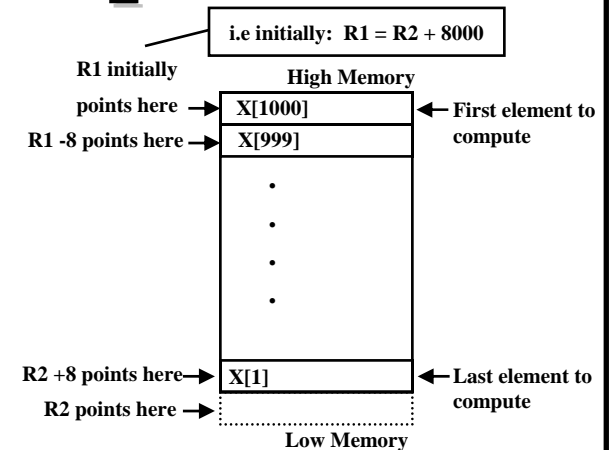 i.e initially: R1 = R2 + 8000
R1 initially
points here
High Memory
X[1000]
First element to
compute
R1 -8 points here
X[999]
R2 +8 points here
X[1]
Last element to
compute
R2 points here
Low Memory